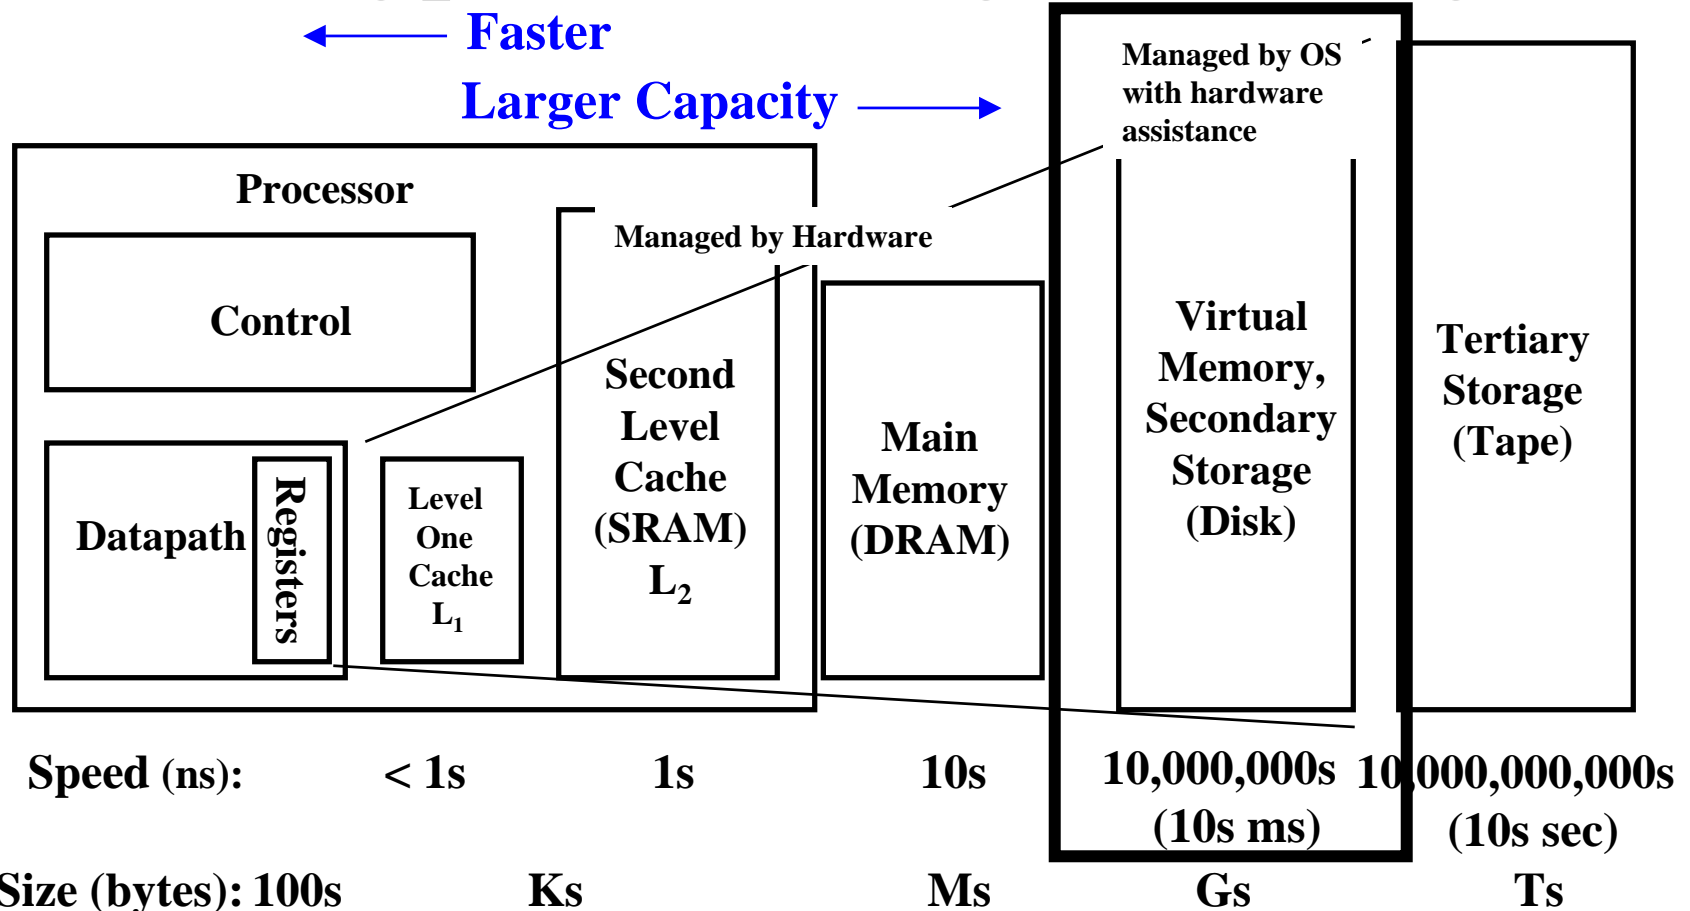 Faster
Larger Capacity
Managed by OS
with hardware
assistance
Processor
Managed by Hardware
Control
Datapath
Registers
Level
One
Cache
L1
Second
Level
Cache
(SRAM)
L2
Main
Memory
(DRAM)
Virtual
Memory,
Secondary
Storage
(Disk)
Tertiary
Storage
(Tape)
Speed (ns): < 1s 1s 10s 10,000,000s 10,000,000,000s
(10s ms) (10s sec)
Size (bytes): 100s Ks Ms Gs Ts